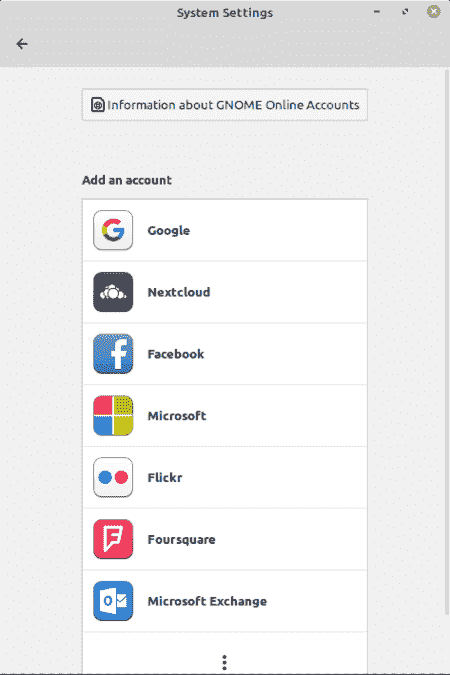 System Settings
Information about GNOME Online Accounts
Add an account
Google
Nextcloud
Facebook
Microsoft
Flickr
Foursquare
Microsoft Exchange